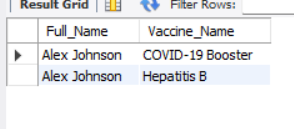 Result Grid Filter Rows:
Full_Name Vaccine_Name
Alex Johnson COVID-19 Booster
Alex Johnson Hepatitis B